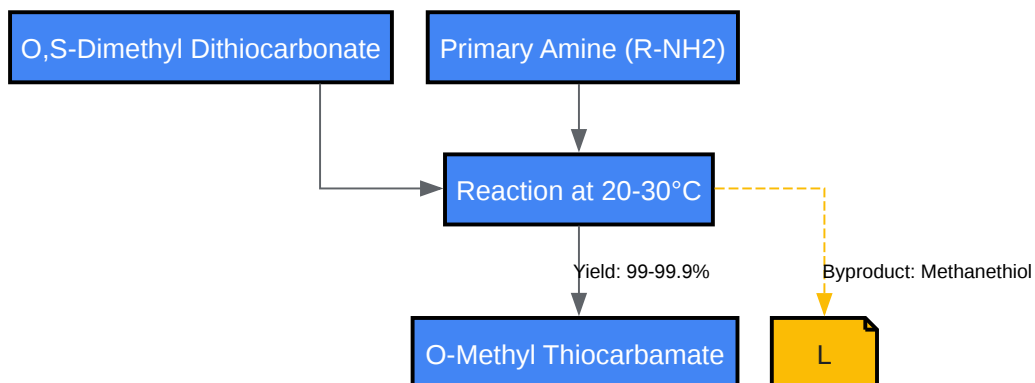 O,S-Dimethyl Dithiocarbonate
Primary Amine (R-NH2)
Reaction at 20-30°C
Yield: 99-99.9%
Byproduct: Methanethiol
O-Methyl Thiocarbamate
L